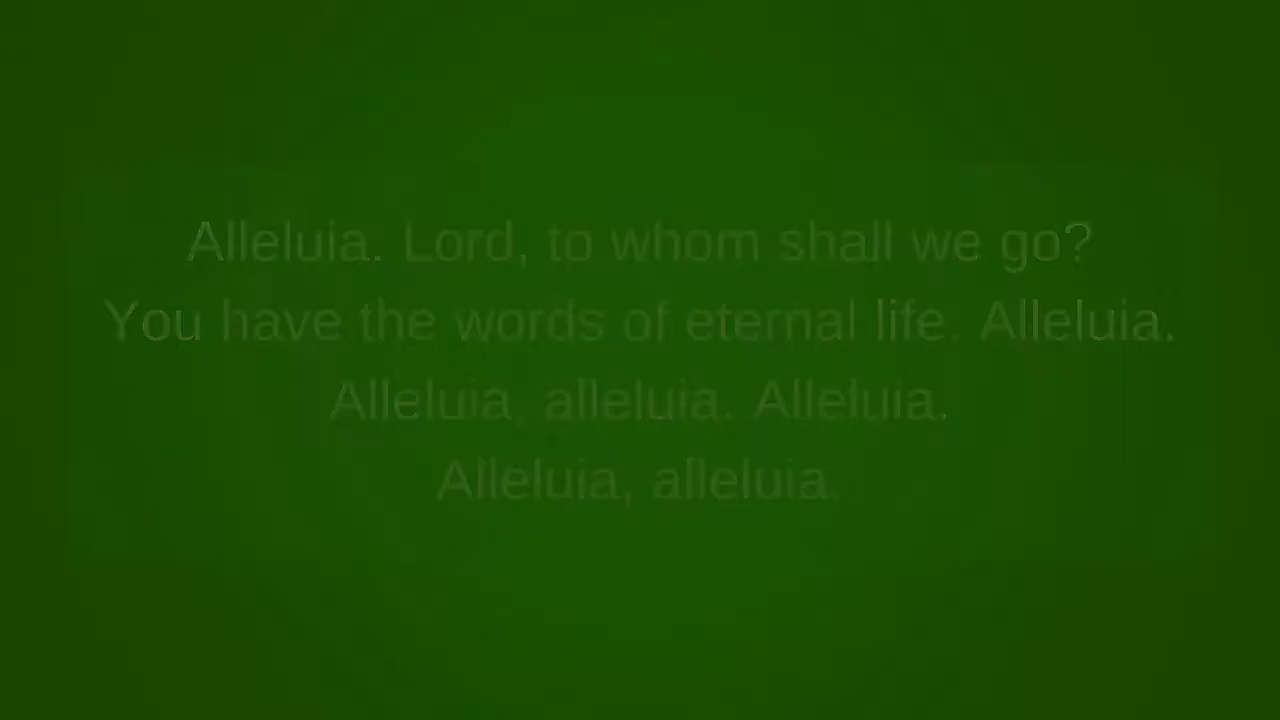 Alleluia. Lord, to whom shall we go?
You have the words of eternal life. Alleluia.
Alleluia, alleluia. Alleluia.
Alleluia, alleluia.